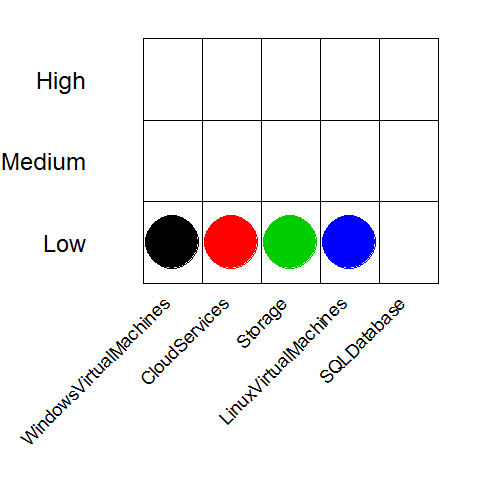 High
Medium
Low
WindowsVirtualMachines
CloudServices
Storage
LinuxVirtualMachines
SQLDatabase